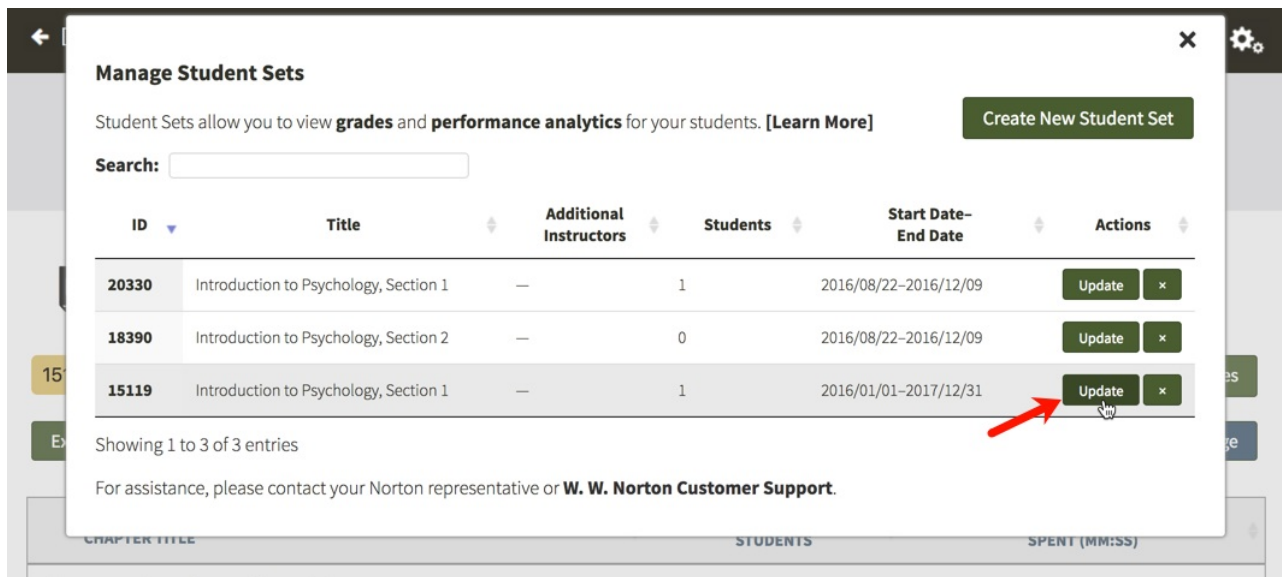 Manage Student Sets
Student Sets allow you to view grades and performance analytics for your students. [Learn More]
Create New Student Set
Search:
ID Title Additional Instructors Students Start Date– End Date Actions
20330 Introduction to Psychology, Section 1 — 1 2016/08/22–2016/12/09 Update ×
18390 Introduction to Psychology, Section 2 — 0 2016/08/22–2016/12/09 Update ×
15119 Introduction to Psychology, Section 1 — 1 2016/01/01–2017/12/31 Update ×
Showing 1 to 3 of 3 entries
For assistance, please contact your Norton representative or W. W. Norton Customer Support.
CHAPTER TITLE STUDENTS SPENT (MM:SS)